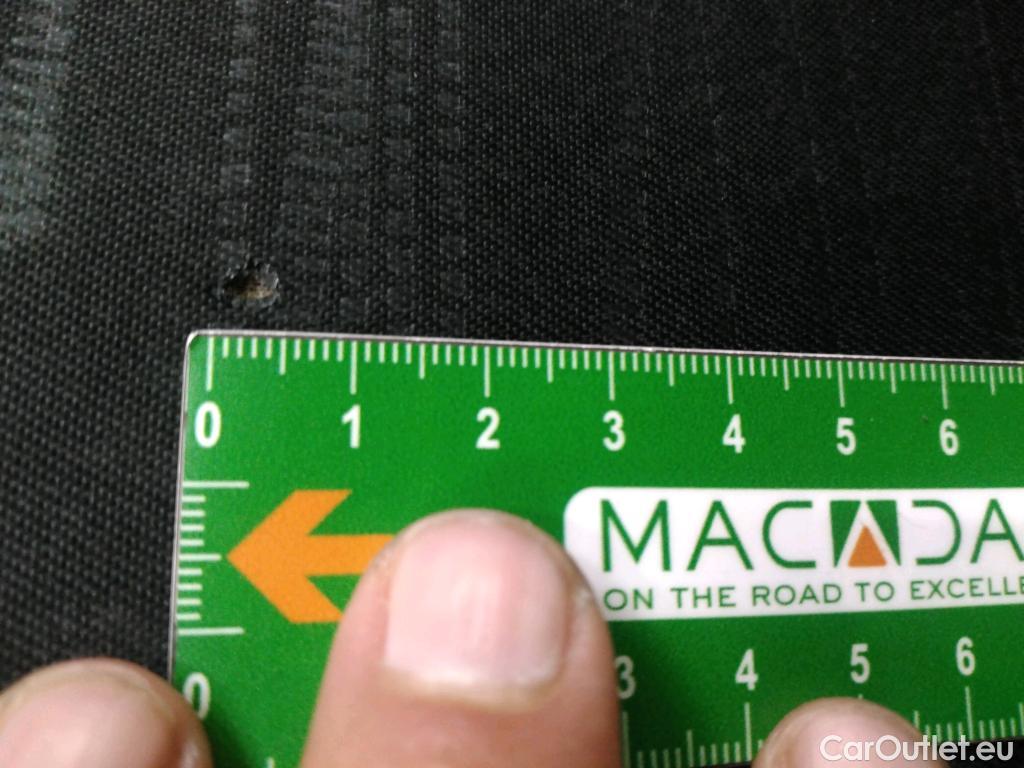 0 1 2 3 4 5 6
MACADA
ON THE ROAD TO EXCELLE
0 3 4 5 6
CarOutlet.eu